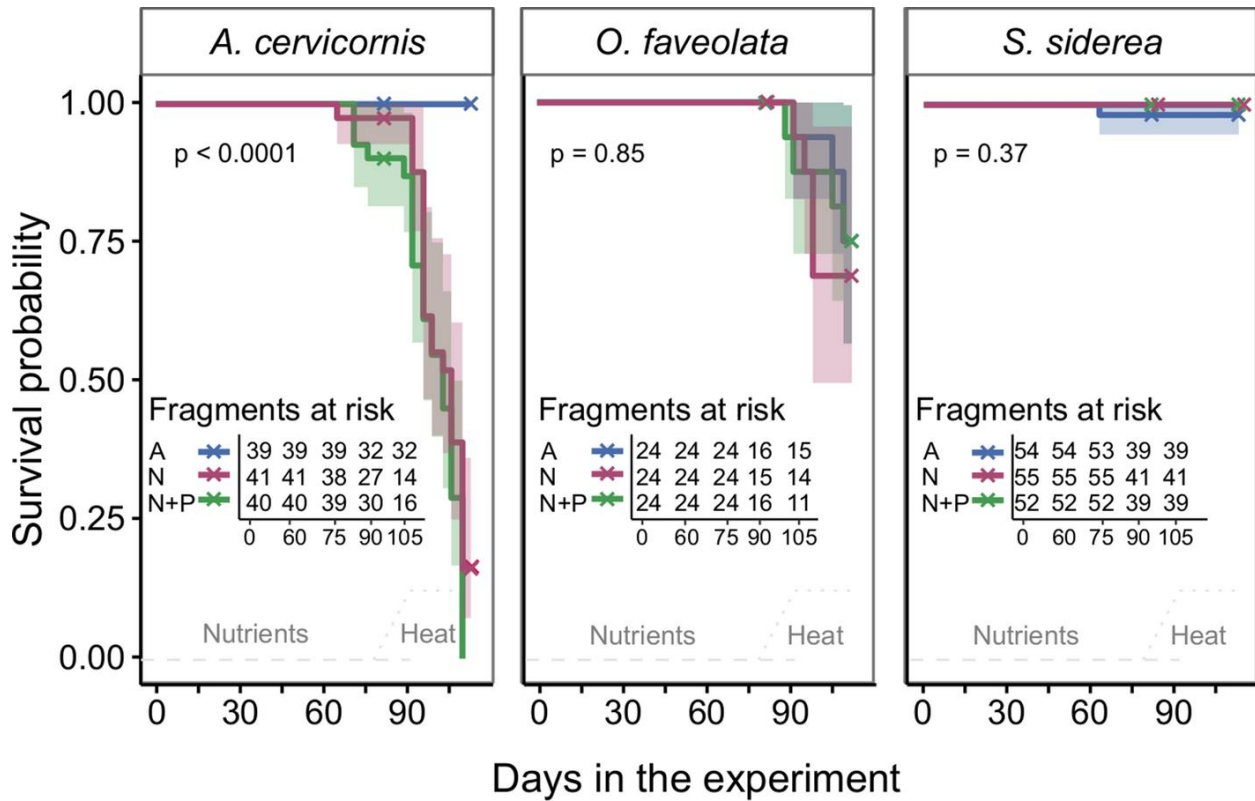 A. cervicornis
O. faveolata
S. siderea
Survival probability
1.00
0.75
0.50
0.25
0.00
p < 0.0001
Fragments at risk
A 39 39 39 32 32
N 41 41 38 27 14
N+P 40 40 39 30 16
0 60 75 90 105
Nutrients Heat
0 30 60 90
p = 0.85
Fragments at risk
A 24 24 24 16 15
N 24 24 24 15 14
N+P 24 24 24 16 11
0 60 75 90 105
Nutrients Heat
0 30 60 90
p = 0.37
Fragments at risk
A 54 54 53 39 39
N 55 55 55 41 41
N+P 52 52 52 39 39
0 60 75 90 105
Nutrients Heat
0 30 60 90
Days in the experiment